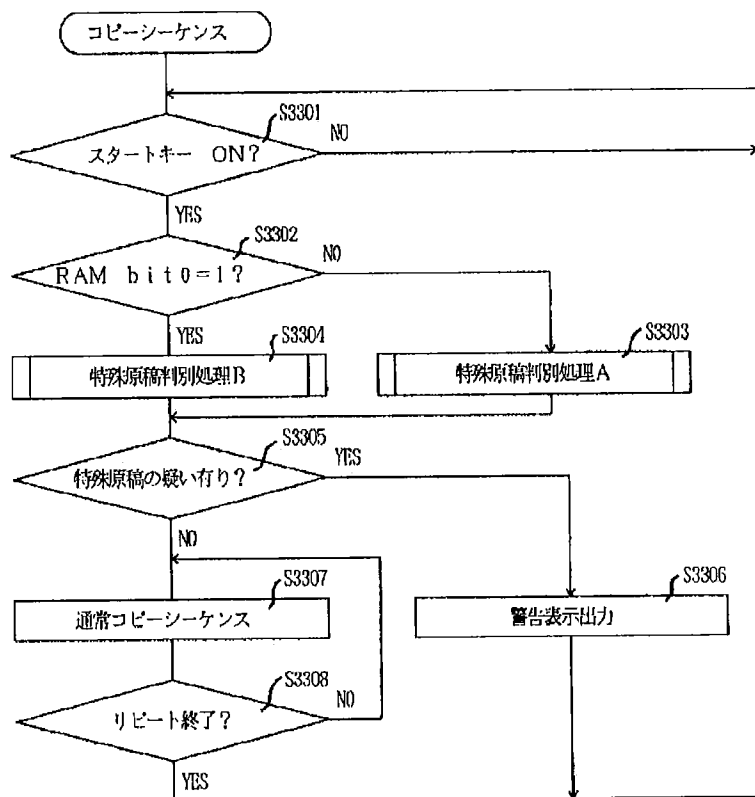 コピーシーケンス
S3301
スタートキー ON?
NO
YES
S3302
RAM bit0=1?
NO
YES
S3304
特殊原稿判別処理B
S3303
特殊原稿判別処理A
S3305
特殊原稿の疑い有り?
YES
NO
S3307
通常コピーシーケンス
S3306
警告表示出力
S3308
リピート終了?
NO
YES